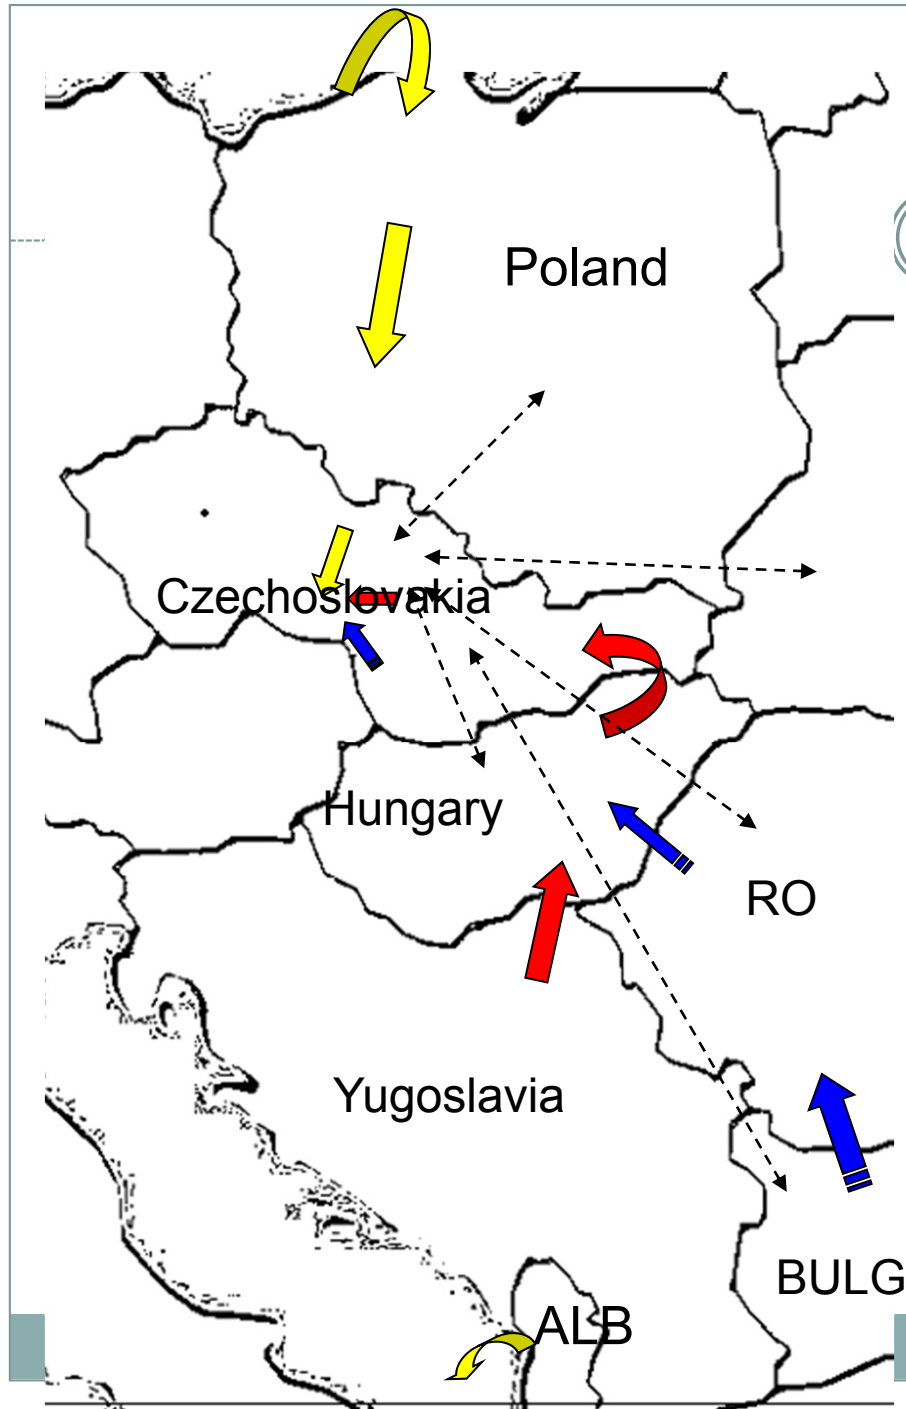 Poland
Czechoslovakia
Hungary
RO
Yugoslavia
BULG
ALB